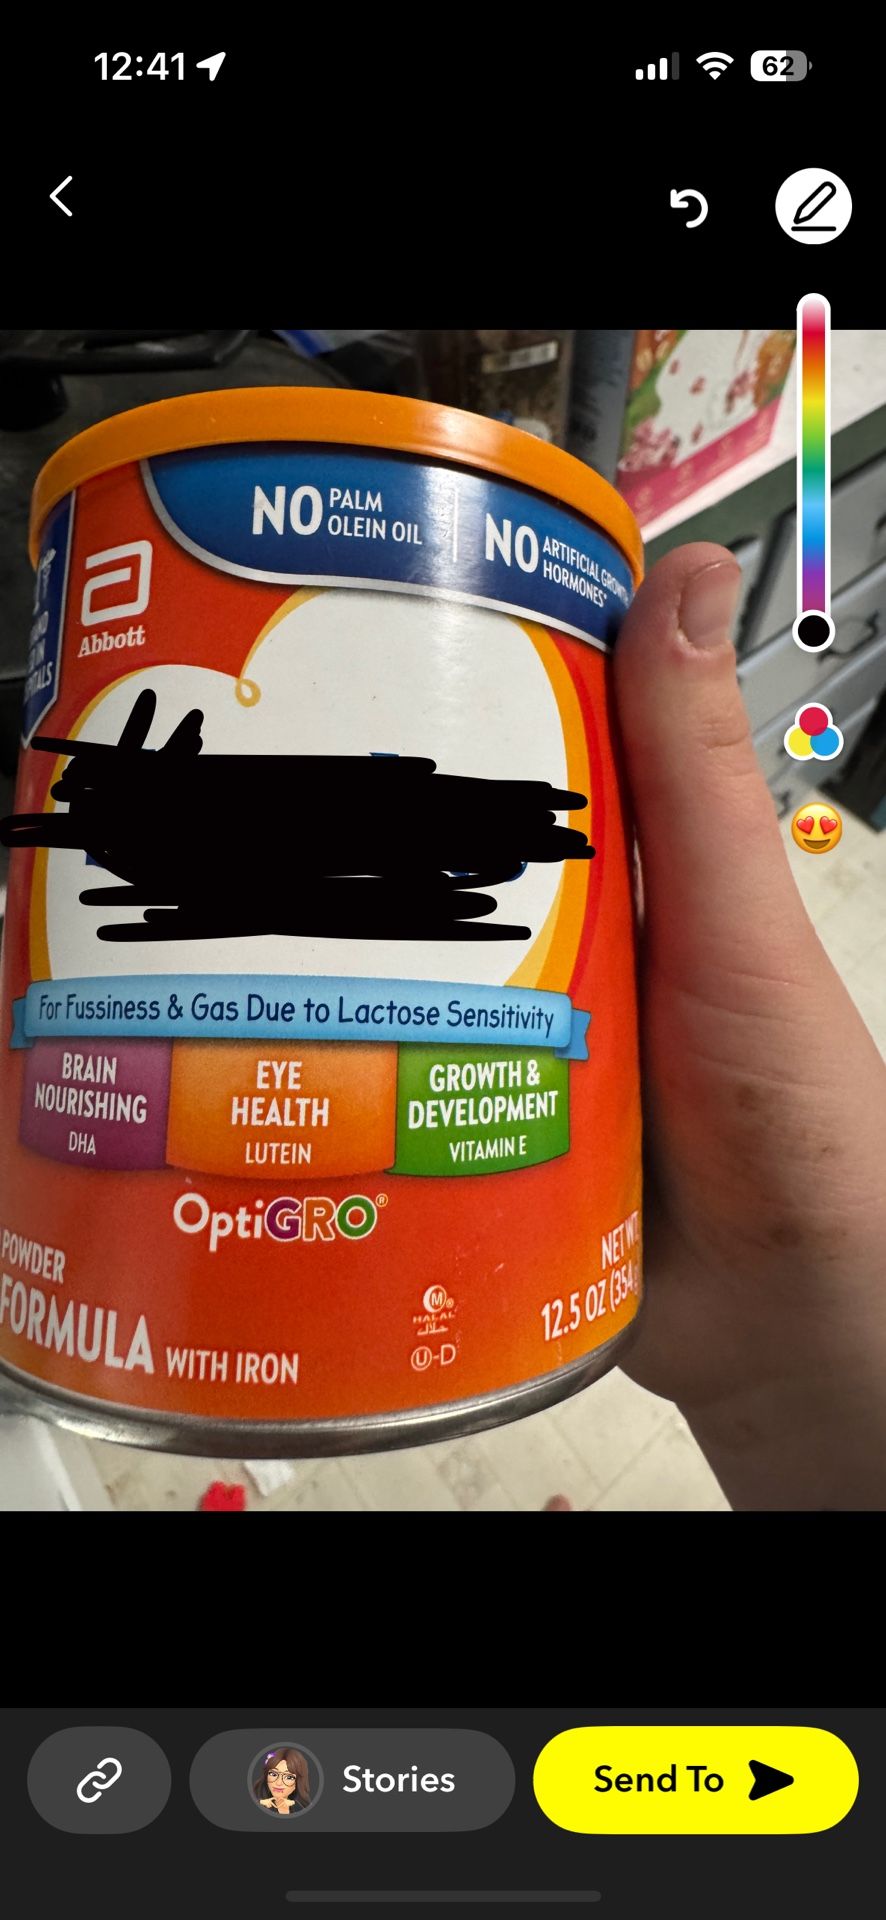 12:41
62
NO PALM OLEIN OIL
NO ARTIFICIAL GROWTH HORMONES*
Abbott
For Fussiness & Gas Due to Lactose Sensitivity
BRAIN
NOURISHING
DHA
EYE
HEALTH
LUTEIN
GROWTH &
DEVELOPMENT
VITAMIN E
OptiGRO®
POWDER
NET WT
FORMULA WITH IRON
12.5 OZ (354
M®
HALAL
حلال
U-D
Stories
Send To